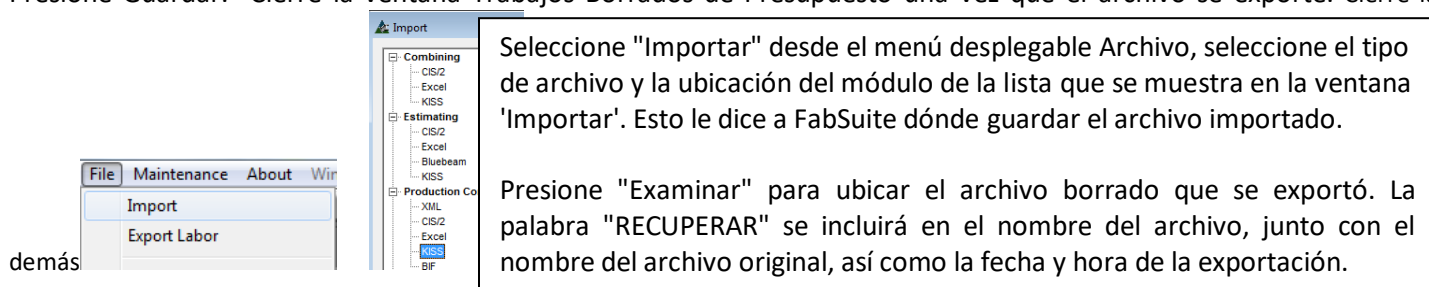 Presione Guardar. Cierre la ventana Trabajos Borrados de Presupuesto una vez que el archivo se exporte. Cierre
Import
Combining
CIS/2
Excel
KISS
Estimating
CIS/2
Excel
Bluebeam
KISS
Production Co
XML
CIS/2
Excel
KISS
BIF
Seleccione "Importar" desde el menú desplegable Archivo, seleccione el tipo
de archivo y la ubicación del módulo de la lista que se muestra en la ventana
'Importar'. Esto le dice a FabSuite dónde guardar el archivo importado.
Presione "Examinar" para ubicar el archivo borrado que se exportó. La
palabra "RECUPERAR" se incluirá en el nombre del archivo, junto con el
nombre del archivo original, así como la fecha y hora de la exportación.
File Maintenance About Wir
Import
Export Labor
demás